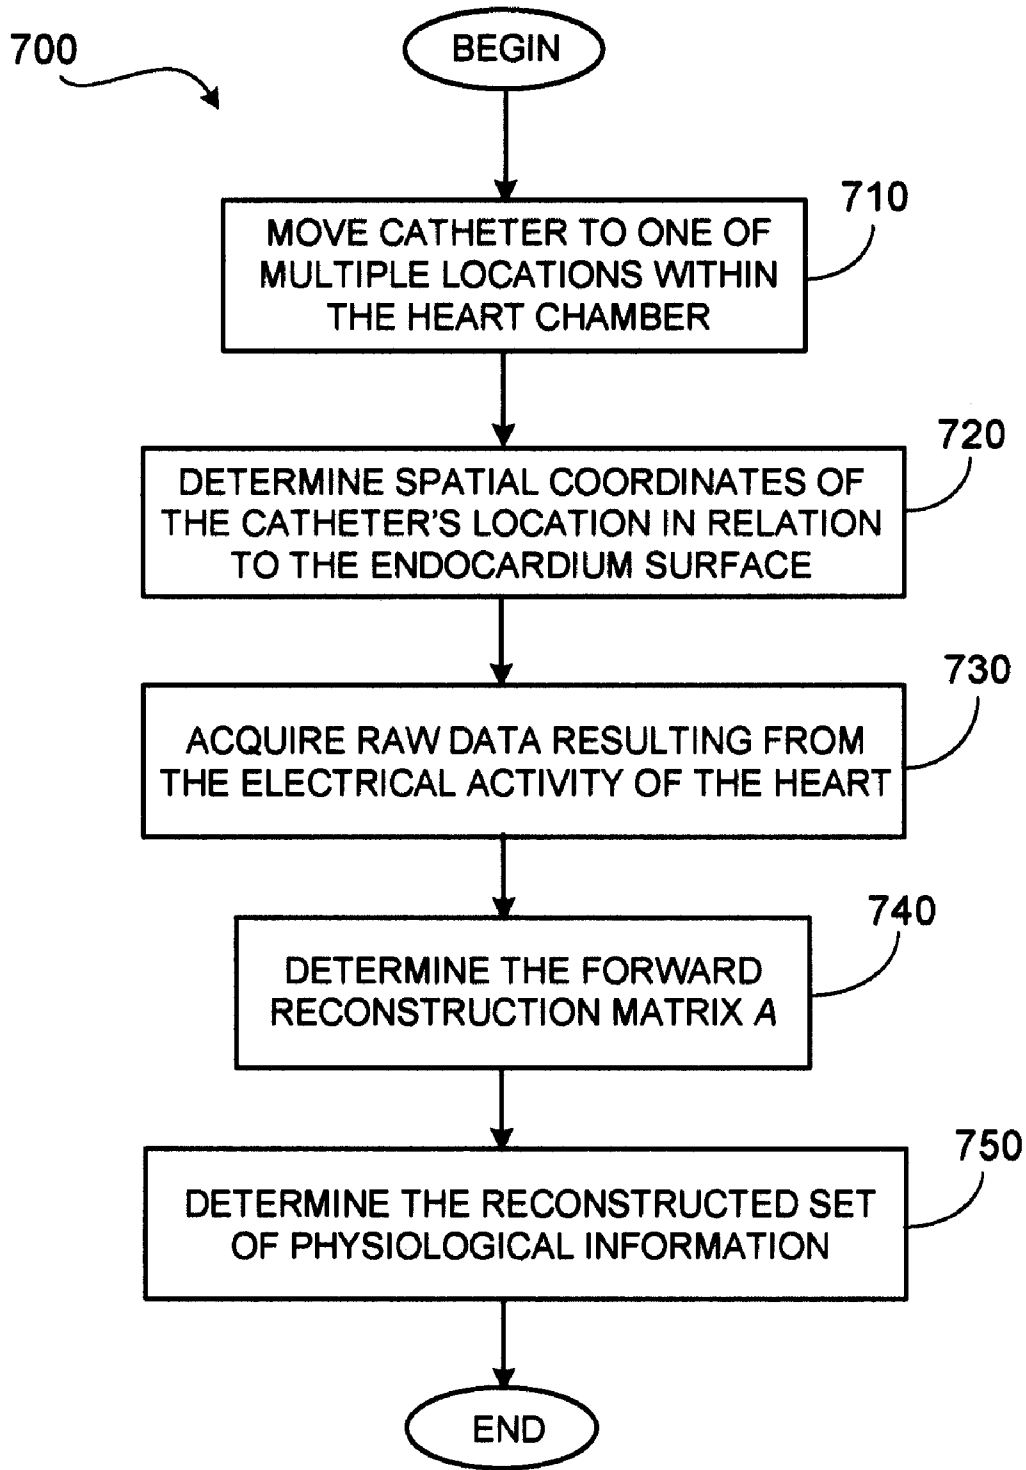 700
BEGIN
710
MOVE CATHETER TO ONE OF
MULTIPLE LOCATIONS WITHIN
THE HEART CHAMBER
720
DETERMINE SPATIAL COORDINATES OF
THE CATHETER'S LOCATION IN RELATION
TO THE ENDOCARDIUM SURFACE
730
ACQUIRE RAW DATA RESULTING FROM
THE ELECTRICAL ACTIVITY OF THE HEART
740
DETERMINE THE FORWARD
RECONSTRUCTION MATRIX A
750
DETERMINE THE RECONSTRUCTED SET
OF PHYSIOLOGICAL INFORMATION
END